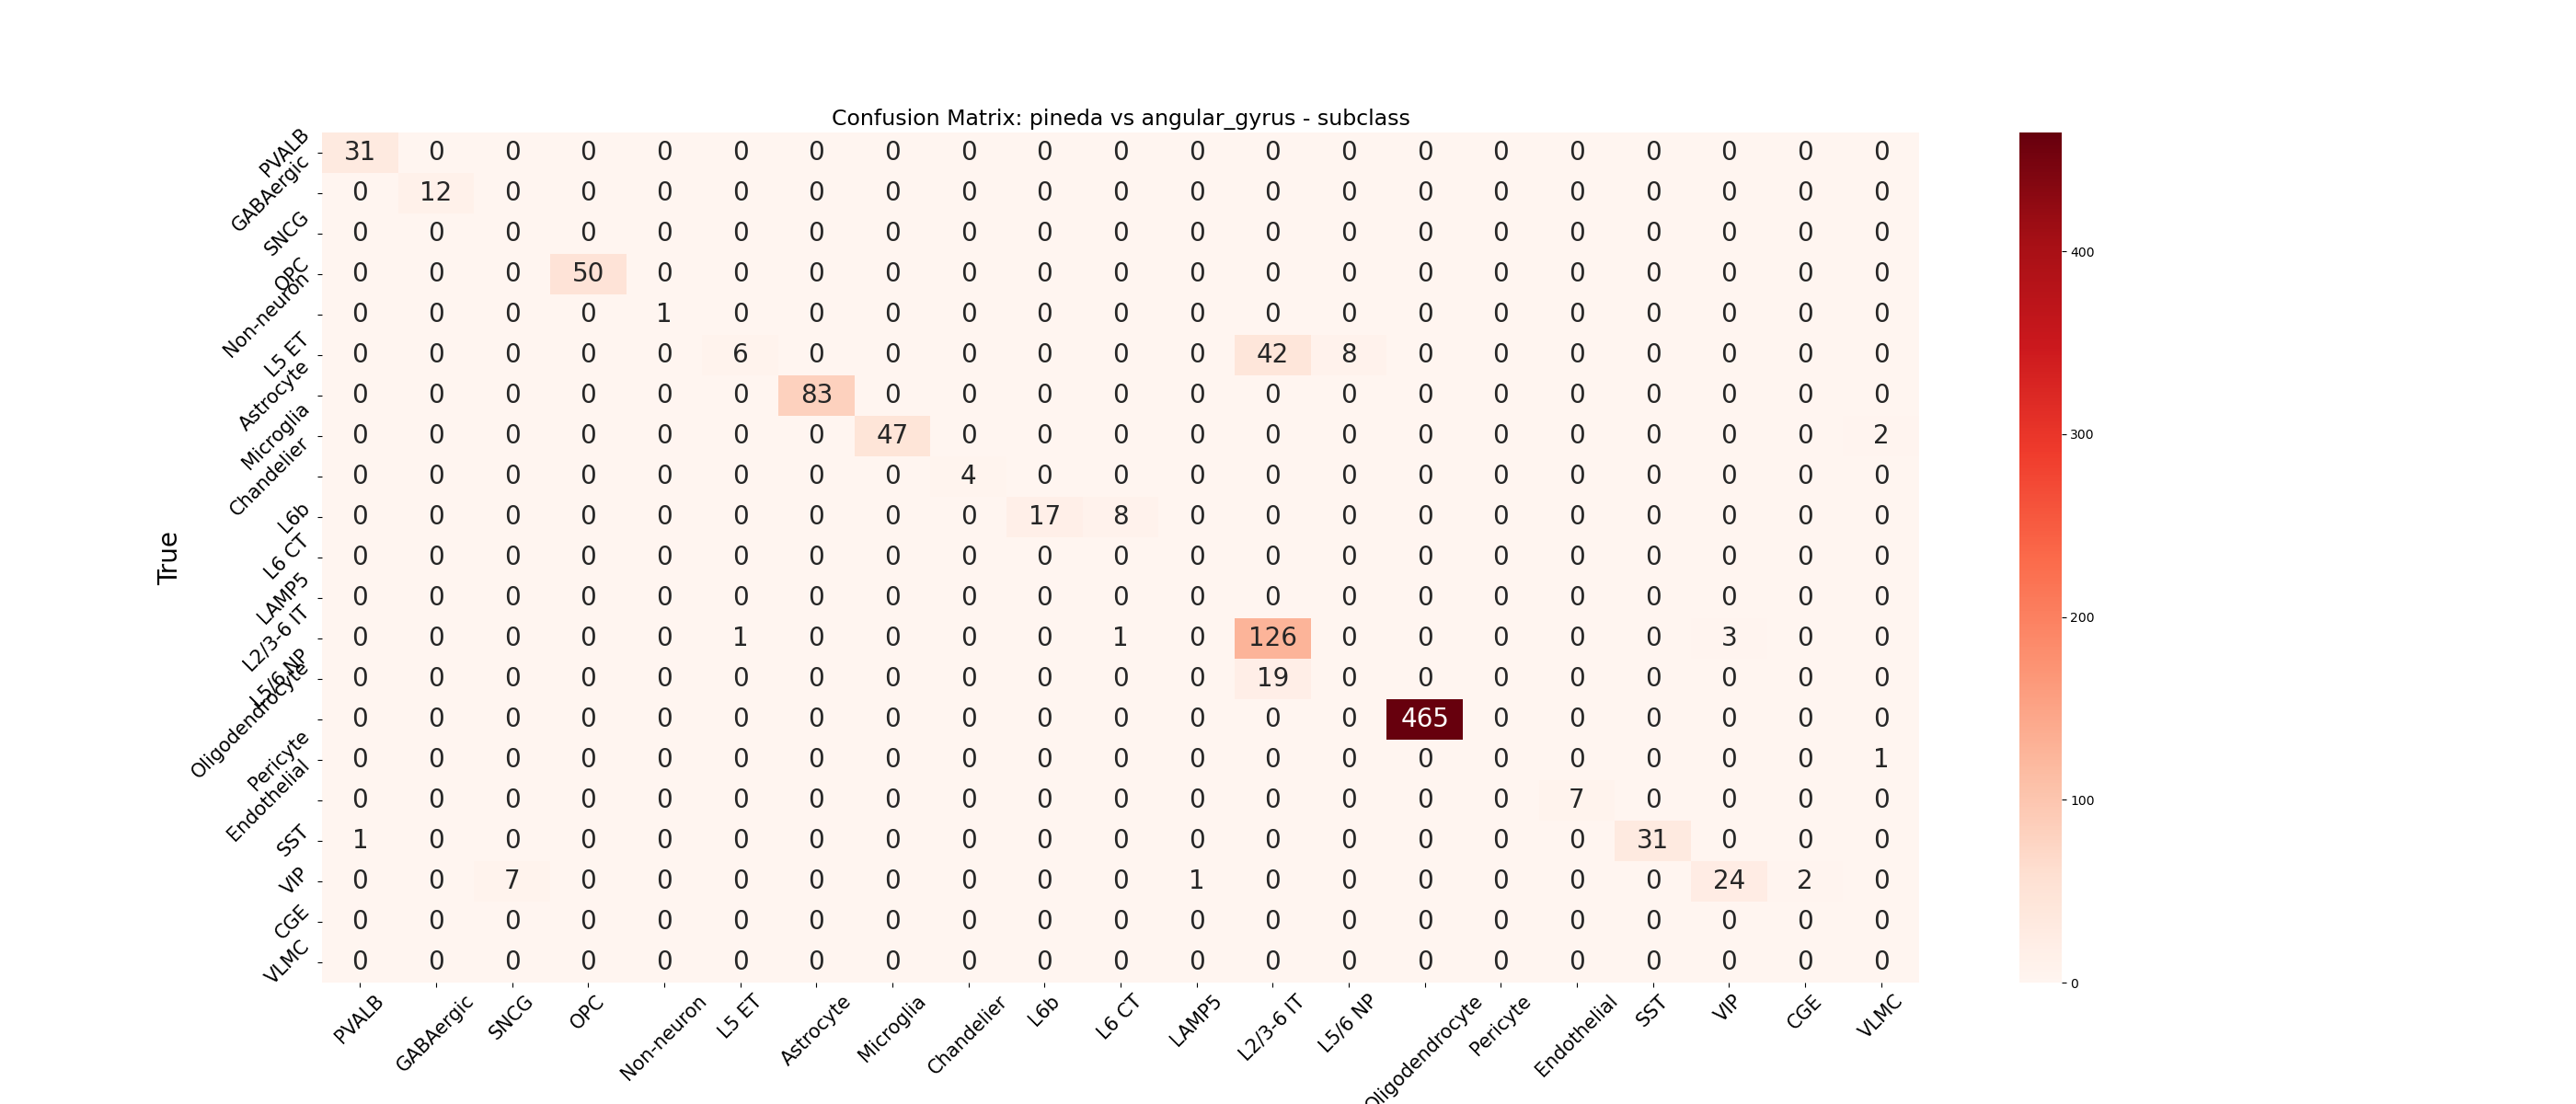 Confusion Matrix: pineda vs angular_gyrus - subclass
True
PVALB 31 0 0 0 0 0 0 0 0 0 0 0 0 0 0 0 0 0 0 0 0
GABAergic 0 12 0 0 0 0 0 0 0 0 0 0 0 0 0 0 0 0 0 0 0
SNCG 0 0 0 0 0 0 0 0 0 0 0 0 0 0 0 0 0 0 0 0 0
OPC 0 0 0 50 0 0 0 0 0 0 0 0 0 0 0 0 0 0 0 0 0
Non-neuron 0 0 0 0 1 0 0 0 0 0 0 0 0 0 0 0 0 0 0 0 0
L5 ET 0 0 0 0 0 6 0 0 0 0 0 0 42 8 0 0 0 0 0 0 0
Astrocyte 0 0 0 0 0 0 83 0 0 0 0 0 0 0 0 0 0 0 0 0 0
Microglia 0 0 0 0 0 0 0 47 0 0 0 0 0 0 0 0 0 0 0 0 2
Chandelier 0 0 0 0 0 0 0 0 4 0 0 0 0 0 0 0 0 0 0 0 0
L6b 0 0 0 0 0 0 0 0 0 17 8 0 0 0 0 0 0 0 0 0 0
L6 CT 0 0 0 0 0 0 0 0 0 0 0 0 0 0 0 0 0 0 0 0 0
LAMP5 0 0 0 0 0 0 0 0 0 0 0 0 0 0 0 0 0 0 0 0 0
L2/3-6 IT 0 0 0 0 0 1 0 0 0 0 1 0 126 0 0 0 0 0 3 0 0
L5/6 NP 0 0 0 0 0 0 0 0 0 0 0 0 19 0 0 0 0 0 0 0 0
Oligodendrocyte 0 0 0 0 0 0 0 0 0 0 0 0 0 0 465 0 0 0 0 0 0
Pericyte 0 0 0 0 0 0 0 0 0 0 0 0 0 0 0 0 0 0 0 0 1
Endothelial 0 0 0 0 0 0 0 0 0 0 0 0 0 0 0 0 7 0 0 0 0
SST 1 0 0 0 0 0 0 0 0 0 0 0 0 0 0 0 0 31 0 0 0
VIP 0 0 7 0 0 0 0 0 0 0 0 1 0 0 0 0 0 0 24 2 0
CGE 0 0 0 0 0 0 0 0 0 0 0 0 0 0 0 0 0 0 0 0 0
VLMC 0 0 0 0 0 0 0 0 0 0 0 0 0 0 0 0 0 0 0 0 0
PVALB GABAergic SNCG OPC Non-neuron L5 ET Astrocyte Microglia Chandelier L6b L6 CT LAMP5 L2/3-6 IT L5/6 NP Oligodendrocyte Pericyte Endothelial SST VIP CGE VLMC
400
300
200
100
0